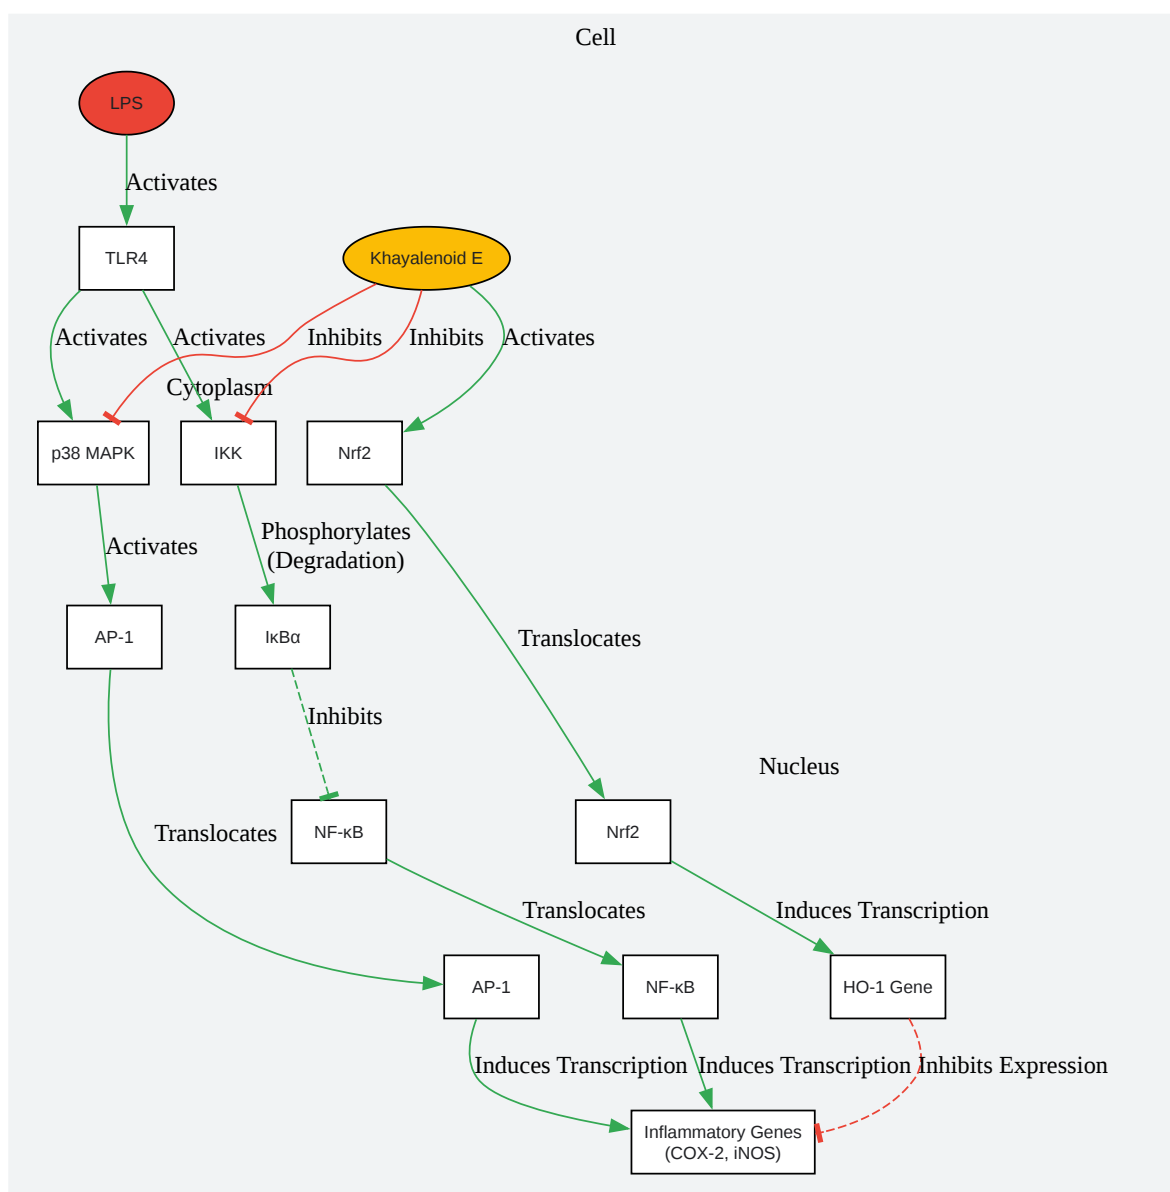 Cell
LPS
Activates
TLR4
Khayalenoid E
Activates
Activates
Inhibits
Inhibits
Activates
Cytoplasm
p38 MAPK
IKK
Nrf2
Activates
Phosphorylates
(Degradation)
AP-1
IκBα
Translocates
Inhibits
Nucleus
Translocates
NF-κB
Nrf2
Translocates
Induces Transcription
AP-1
NF-κB
HO-1 Gene
Induces Transcription
Induces Transcription
Inhibits Expression
Inflammatory Genes
(COX-2, iNOS)